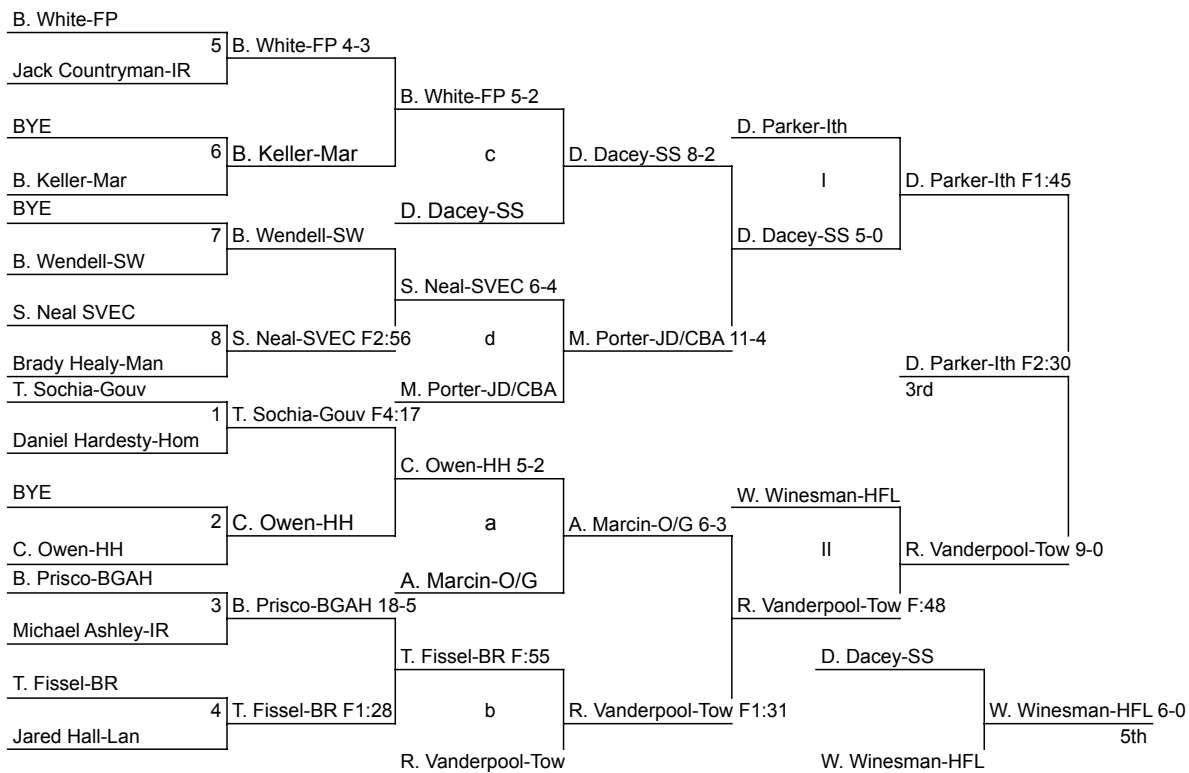 B. White-FP
5 B. White-FP 4-3
Jack Countryman-IR
B. White-FP 5-2
BYE
D. Parker-Ith
6 B. Keller-Mar
c
D. Dacey-SS 8-2
B. Keller-Mar
I
D. Parker-Ith F1:45
BYE
D. Dacey-SS
7 B. Wendell-SW
D. Dacey-SS 5-0
B. Wendell-SW
S. Neal-SVEC 6-4
S. Neal SVEC
8 S. Neal-SVEC F2:56
d
M. Porter-JD/CBA 11-4
Brady Healy-Man
D. Parker-Ith F2:30
T. Sochia-Gouv
M. Porter-JD/CBA
3rd
1 T. Sochia-Gouv F4:17
Daniel Hardesty-Hom
C. Owen-HH 5-2
BYE
W. Winesman-HFL
2 C. Owen-HH
a
A. Marcin-O/G 6-3
C. Owen-HH
II
R. Vanderpool-Tow 9-0
B. Prisco-BGAH
A. Marcin-O/G
3 B. Prisco-BGAH 18-5
R. Vanderpool-Tow F:48
Michael Ashley-IR
T. Fissel-BR F:55
D. Dacey-SS
T. Fissel-BR
4 T. Fissel-BR F1:28
b
R. Vanderpool-Tow F1:31
W. Winesman-HFL 6-0
Jared Hall-Lan
5th
R. Vanderpool-Tow
W. Winesman-HFL